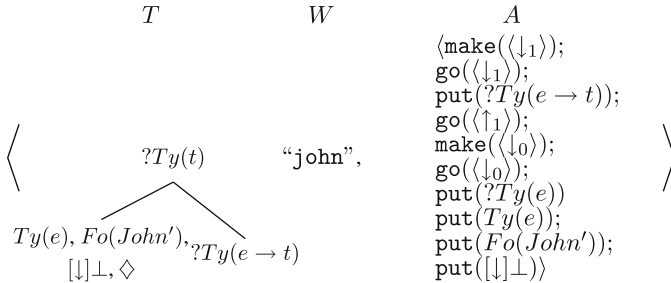 T W A
⟨make(⟨↓₁⟩);
go(⟨↓₁⟩);
put(?Ty(e → t));
go(⟨↑₁⟩);
make(⟨↓₀⟩);
⟨ ?Ty(t) “john”, go(⟨↓₀⟩); ⟩
put(?Ty(e))
put(Ty(e));
Ty(e), Fo(John′), ?Ty(e → t) put(Fo(John′));
[↓]⊥, ◇ put([↓]⊥)⟩